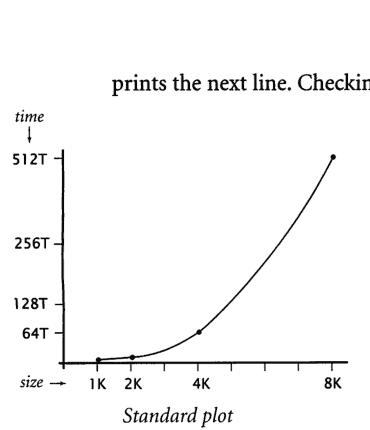 prints the next line. Checkin
time
512T
256T
128T
64T
size → 1K 2K 4K 8K
Standard plot